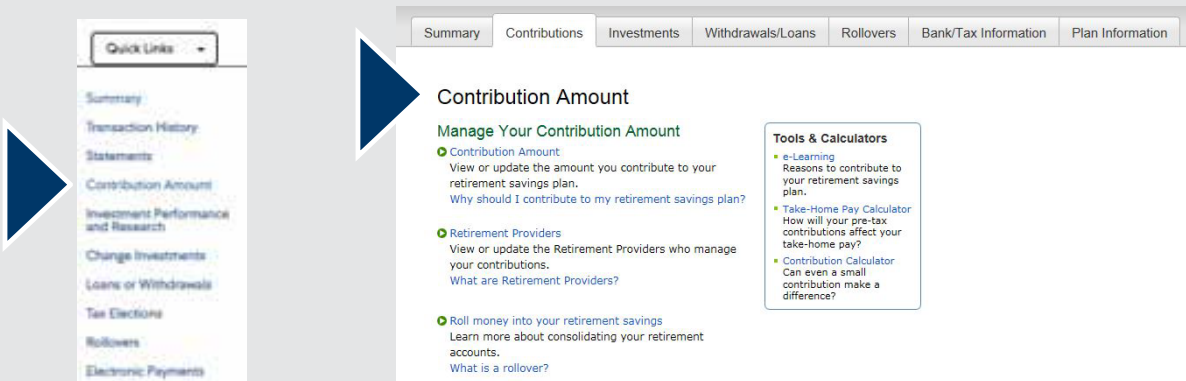 Quick Links
Summary
Transaction History
Statements
Contribution Amount
Investment Performance
and Research
Change Investments
Loans or Withdrawals
Tax Elections
Rollovers
Electronic Payments
Summary Contributions Investments Withdrawals/Loans Rollovers Bank/Tax Information Plan Information
Contribution Amount
Manage Your Contribution Amount
Contribution Amount
View or update the amount you contribute to your
retirement savings plan.
Why should I contribute to my retirement savings plan?
Retirement Providers
View or update the Retirement Providers who manage
your contributions.
What are Retirement Providers?
Roll money into your retirement savings
Learn more about consolidating your retirement
accounts.
What is a rollover?
Tools & Calculators
e-Learning
Reasons to contribute to
your retirement savings
plan.
Take-Home Pay Calculator
How will your pre-tax
contributions affect your
take-home pay?
Contribution Calculator
Can even a small
contribution make a
difference?